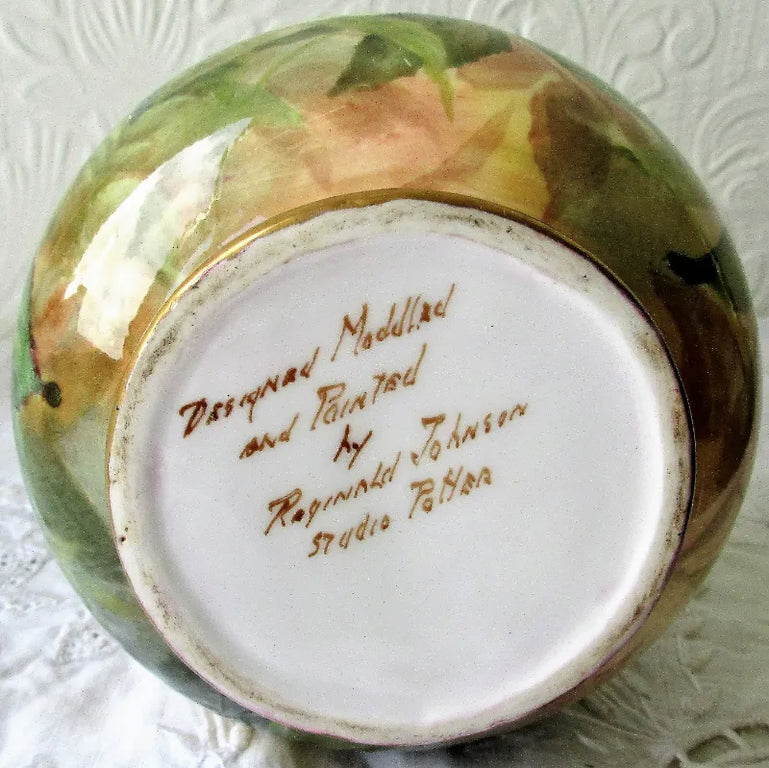 Designed Modelled
and Painted
by
Reginald Johnson
Studio Potter